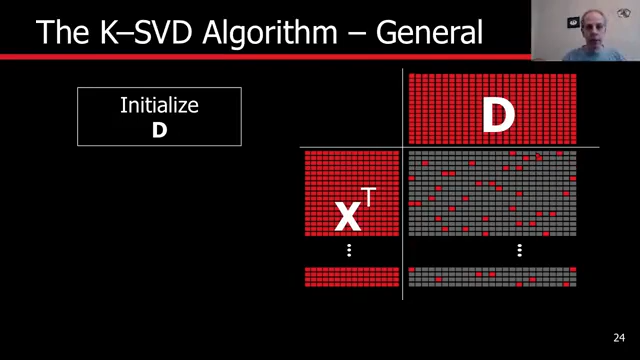 The K–SVD Algorithm – General
Initialize
D
D
X^T
24